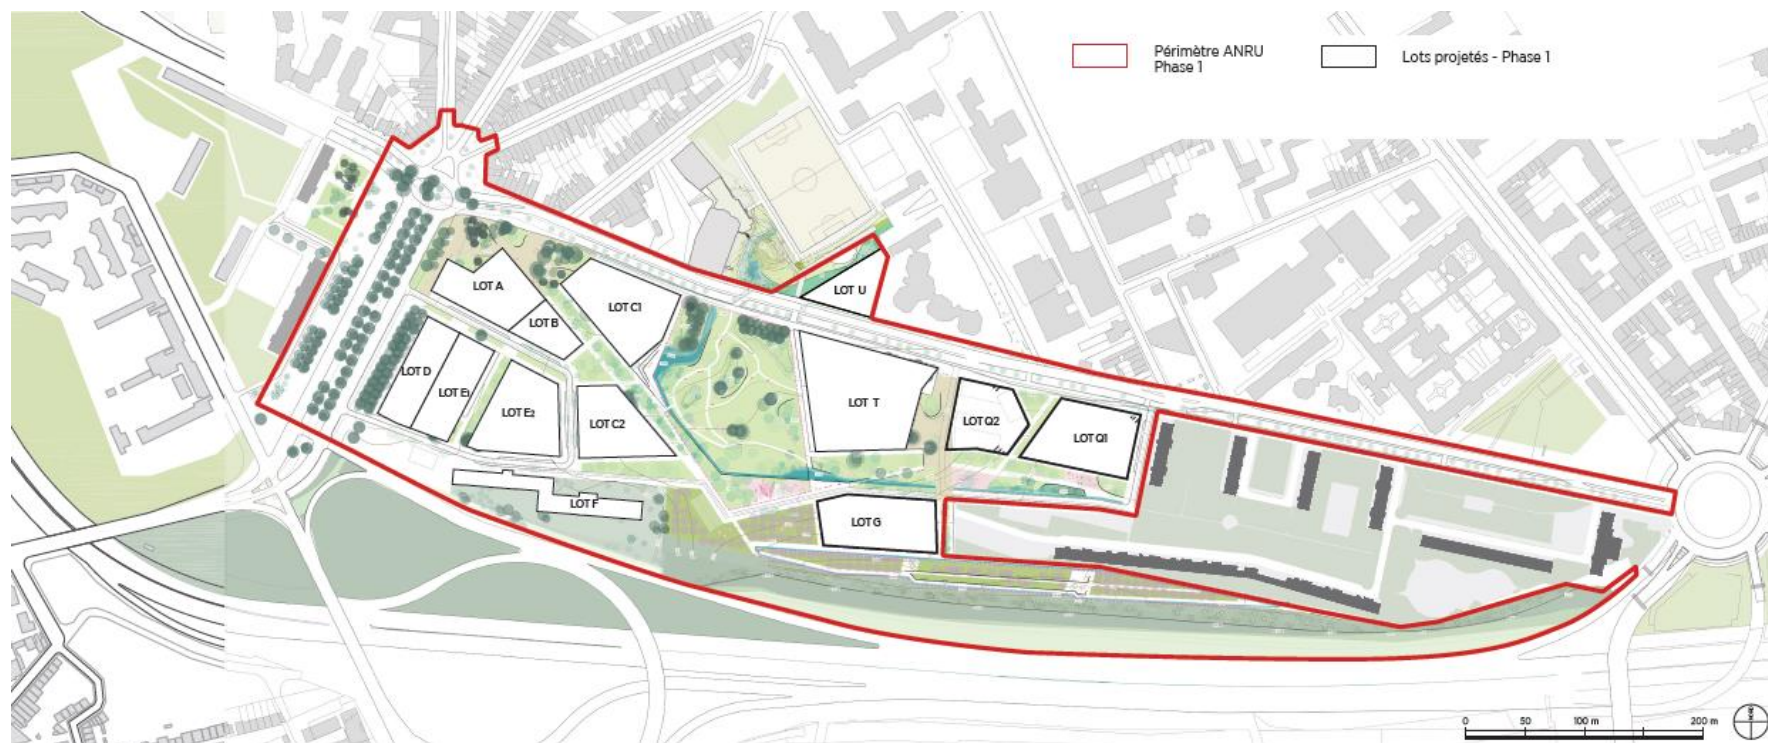 Périmètre ANRU
Phase 1
Lots projetés - Phase 1
LOT U
LOT A
LOT C1
LOT B
LOT D
LOT E1
LOT E2
LOT C2
LOT T
LOT Q2
LOT Q1
LOT F
LOT G
0 50 100 m 200 m
NORD